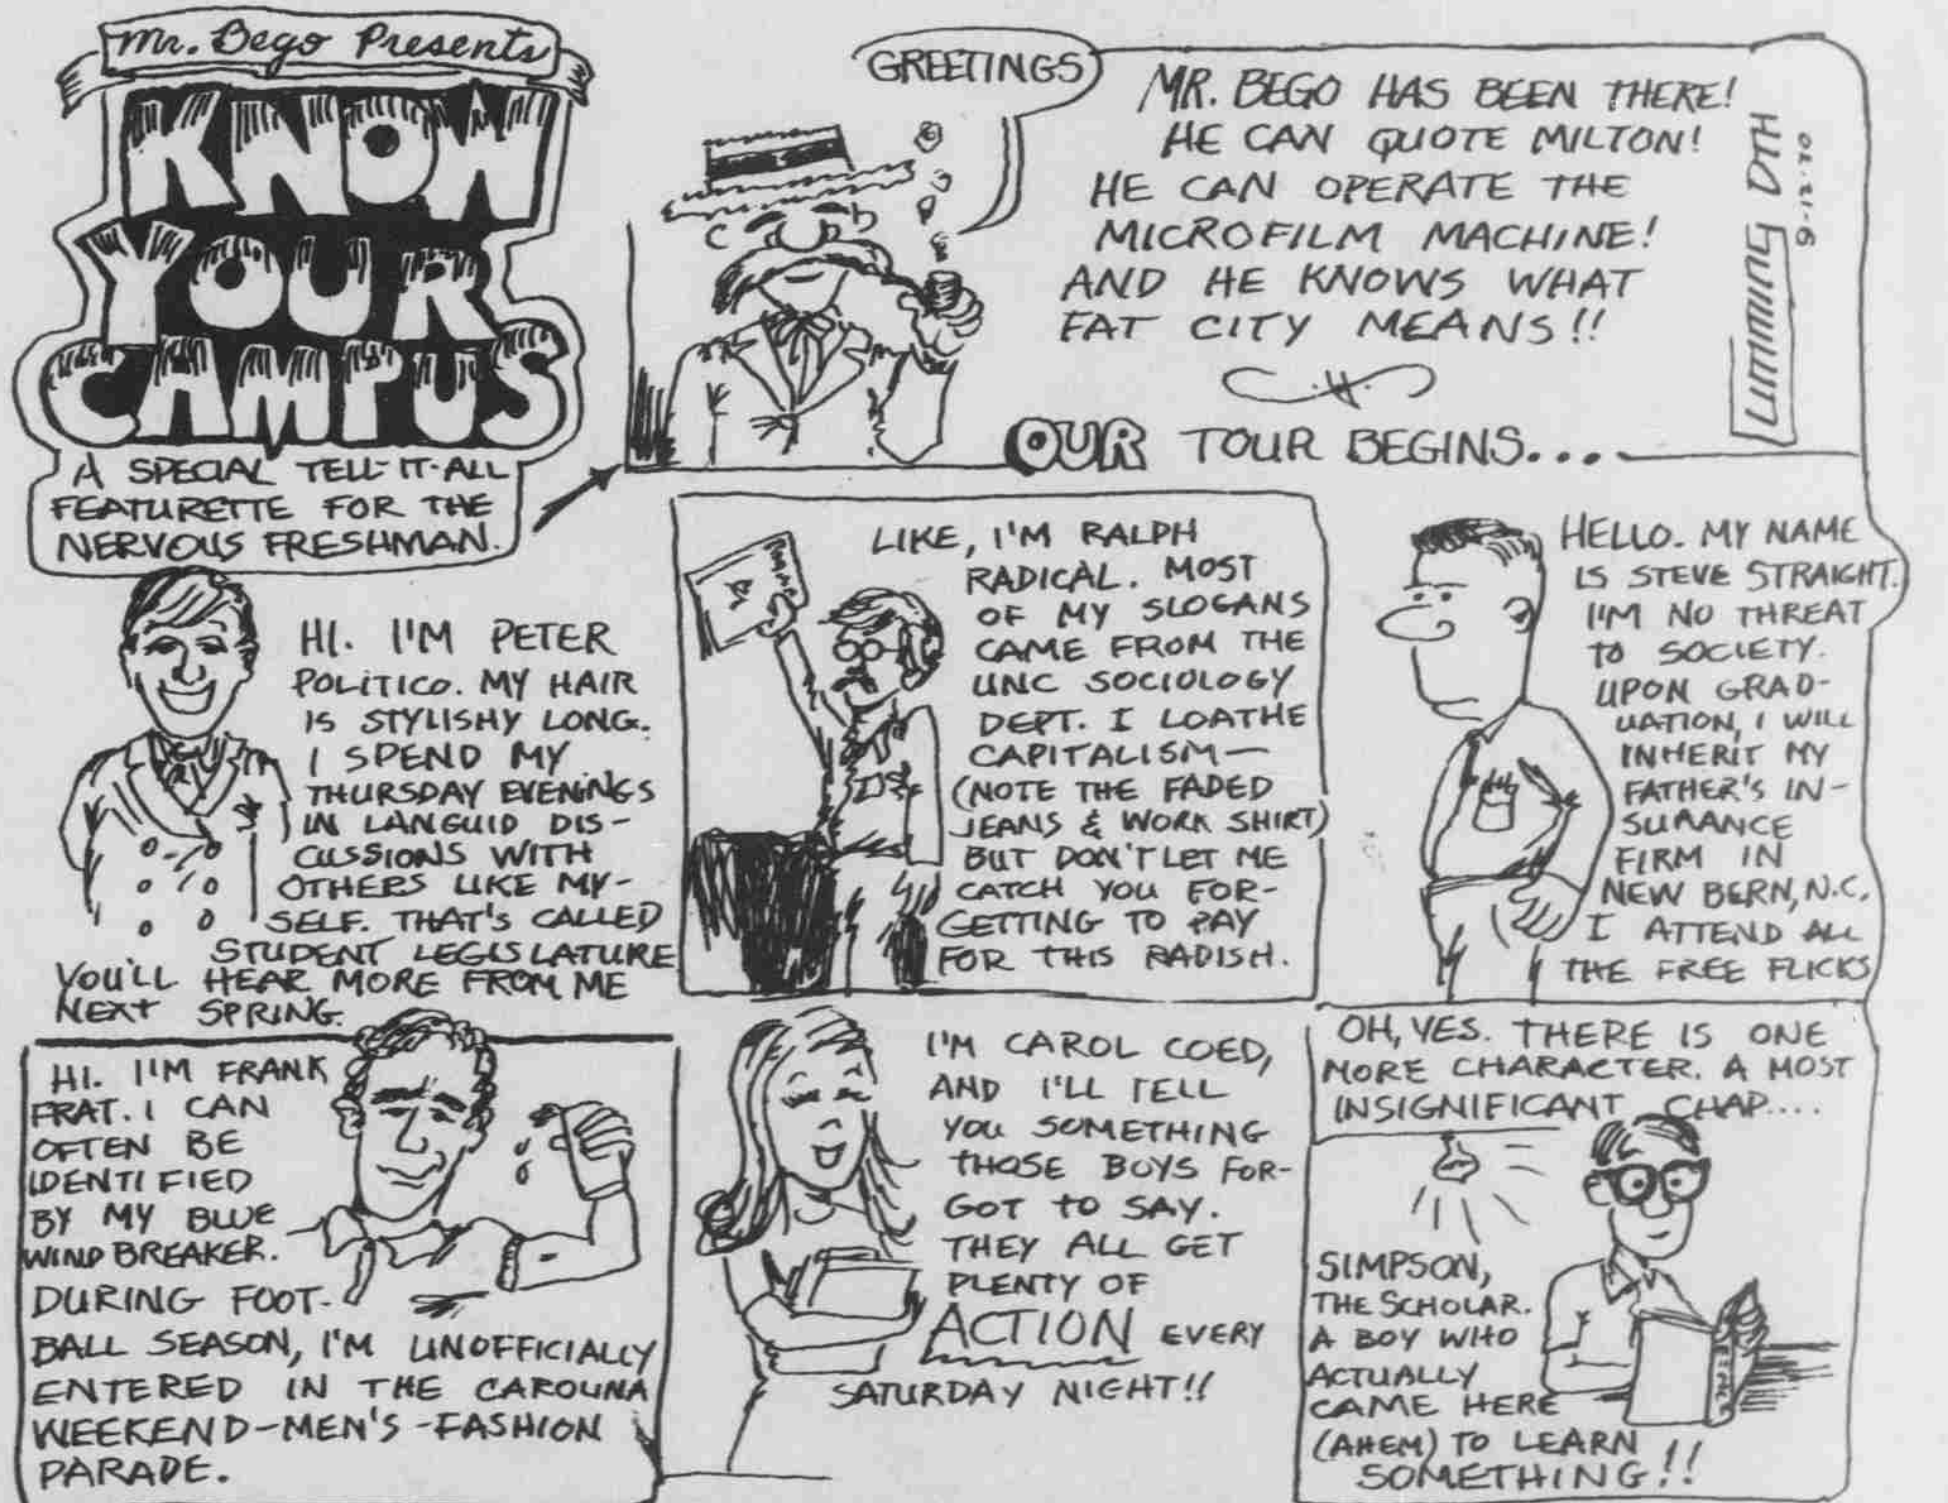 Mr. Bego Presents
KNOW
YOUR
CAMPUS
A SPECIAL TELL-IT-ALL
FEATURETTE FOR THE
NERVOUS FRESHMAN.
GREETINGS
MR. BEGO HAS BEEN THERE!
HE CAN QUOTE MILTON!
HE CAN OPERATE THE
MICROFILM MACHINE!
AND HE KNOWS WHAT
FAT CITY MEANS!!
OUR TOUR BEGINS....
Cumming DTH
9-12-70
HI. I'M PETER
POLITICO. MY HAIR
IS STYLISHY LONG.
I SPEND MY
THURSDAY EVENINGS
IN LANGUID DIS-
CUSSIONS WITH
OTHERS LIKE MY-
SELF. THAT'S CALLED
STUDENT LEGISLATURE
YOU'LL HEAR MORE FROM ME
NEXT SPRING.
LIKE, I'M RALPH
RADICAL. MOST
OF MY SLOGANS
CAME FROM THE
UNC SOCIOLOGY
DEPT. I LOATHE
CAPITALISM—
(NOTE THE FADED
JEANS & WORK SHIRT)
BUT DON'T LET ME
CATCH YOU FOR-
GETTING TO PAY
FOR THIS RADISH.
HELLO. MY NAME
IS STEVE STRAIGHT.
I'M NO THREAT
TO SOCIETY.
UPON GRAD-
UATION, I WILL
INHERIT MY
FATHER'S IN-
SURANCE
FIRM IN
NEW BERN, N.C.
I ATTEND ALL
THE FREE FLICKS
HI. I'M FRANK
FRAT. I CAN
OFTEN BE
IDENTIFIED
BY MY BLUE
WIND BREAKER.
DURING FOOT-
BALL SEASON, I'M UNOFFICIALLY
ENTERED IN THE CAROLINA
WEEKEND-MEN'S-FASHION
PARADE.
I'M CAROL COED,
AND I'LL TELL
YOU SOMETHING
THOSE BOYS FOR-
GOT TO SAY.
THEY ALL GET
PLENTY OF
ACTION EVERY
SATURDAY NIGHT!!
OH, YES. THERE IS ONE
MORE CHARACTER. A MOST
INSIGNIFICANT CHAP....
SIMPSON,
THE SCHOLAR.
A BOY WHO
ACTUALLY
CAME HERE
(AHEM) TO LEARN
SOMETHING!!